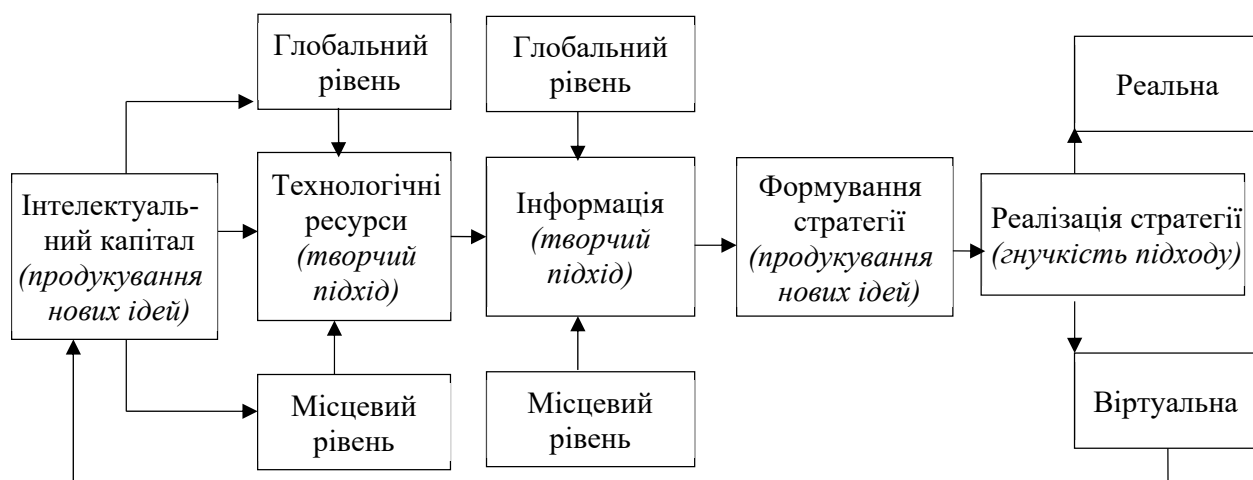 Глобальний
рівень
Глобальний
рівень
Реальна
Інтелектуаль-
ний капітал
(продукування
нових ідей)
Технологічні
ресурси
(творчий
підхід)
Інформація
(творчий
підхід)
Формування
стратегії
(продукування
нових ідей)
Реалізація стратегії
(гнучкість підходу)
Місцевий
рівень
Місцевий
рівень
Віртуальна